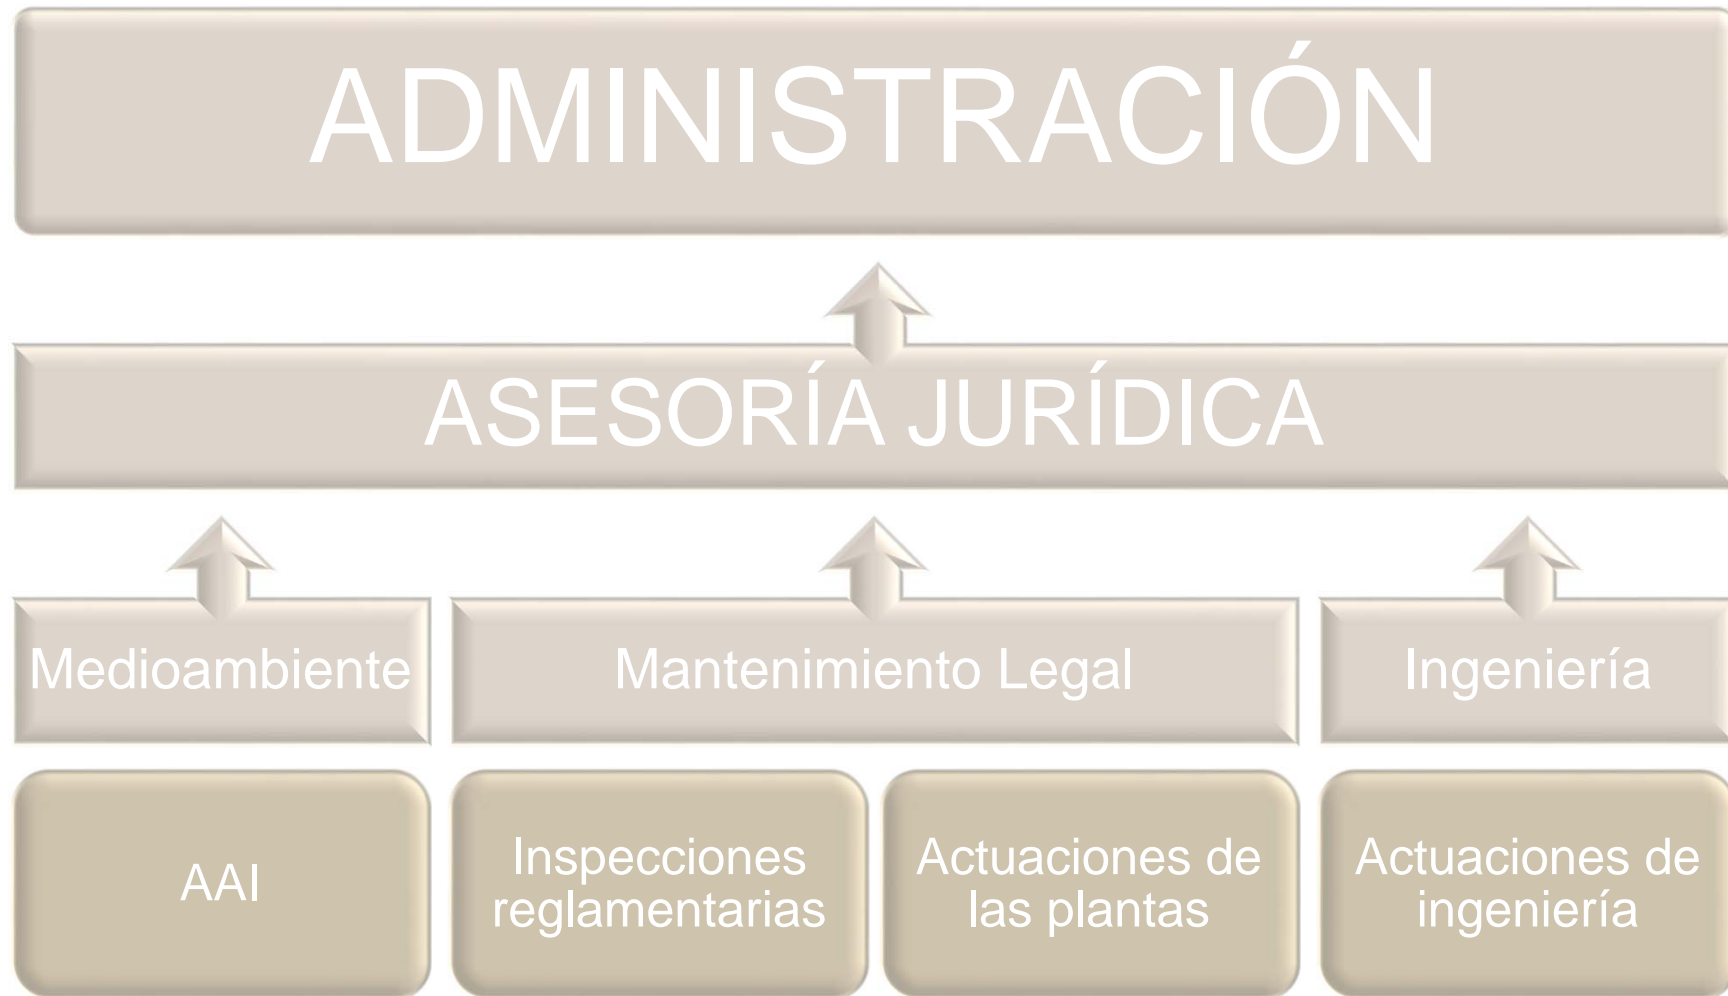 ADMINISTRACIÓN
ASESORÍA JURÍDICA
Medioambiente
Mantenimiento Legal
Ingeniería
AAI
Inspecciones
reglamentarias
Actuaciones de
las plantas
Actuaciones de
ingeniería